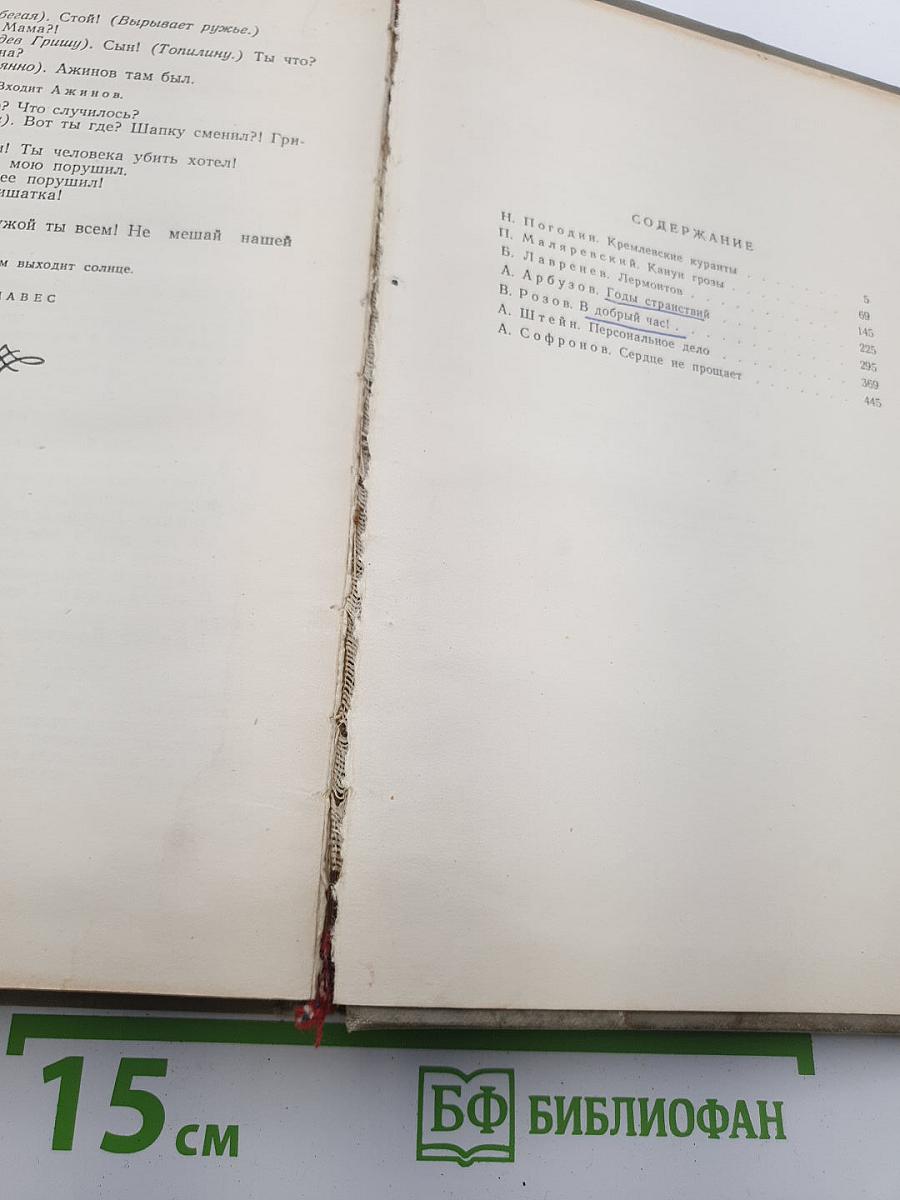 бегая). Стой! (Вырывает ружье.)
Мама?!
дев Гришу). Сын! (Топилину.) Ты что?
на?
янно). Ажинов там был.
Входит Ажинов.
? Что случилось?
). Вот ты где? Шапку сменил?! Гри-
! Ты человека убить хотел!
мою порушил.
ее порушил!
ишатка!
ужой ты всем! Не мешай нашей
м выходит солнце.
НАВЕС
СОДЕРЖАНИЕ
Н. Погодин. Кремлевские куранты . . . 5
П. Маляревский. Канун грозы . . . 69
Б. Лавренев. Лермонтов . . . 145
А. Арбузов. Годы странствий . . . 225
В. Розов. В добрый час! . . . 295
А. Штейн. Персональное дело . . . 369
А. Софронов. Сердце не прощает . . . 445
15 см
БФ БИБЛИОФАН